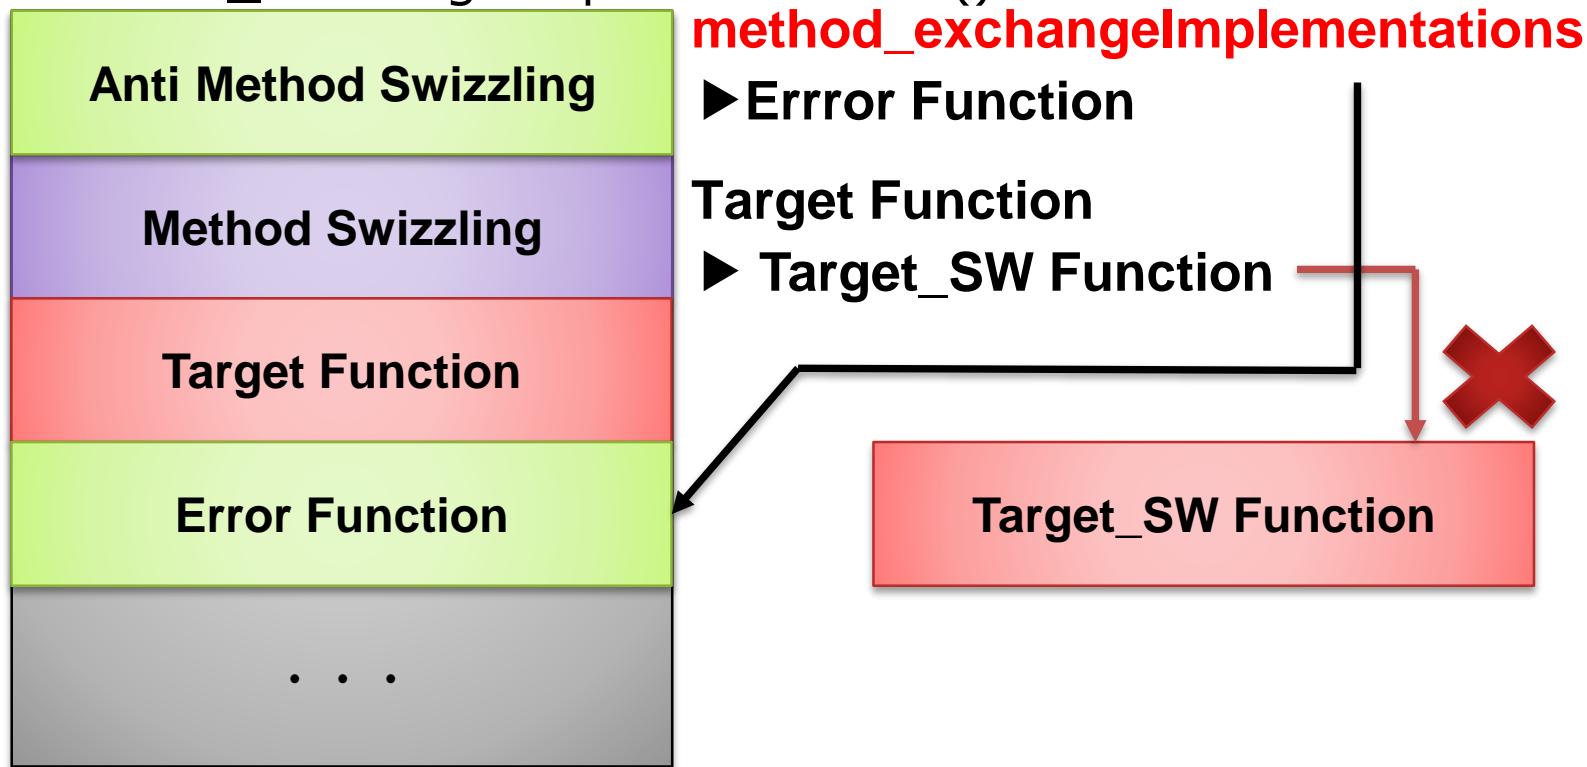 method_exchangeImplementations
Anti Method Swizzling
▶Errror Function
Method Swizzling
Target Function
▶ Target_SW Function
Target Function
Error Function
Target_SW Function
. . .